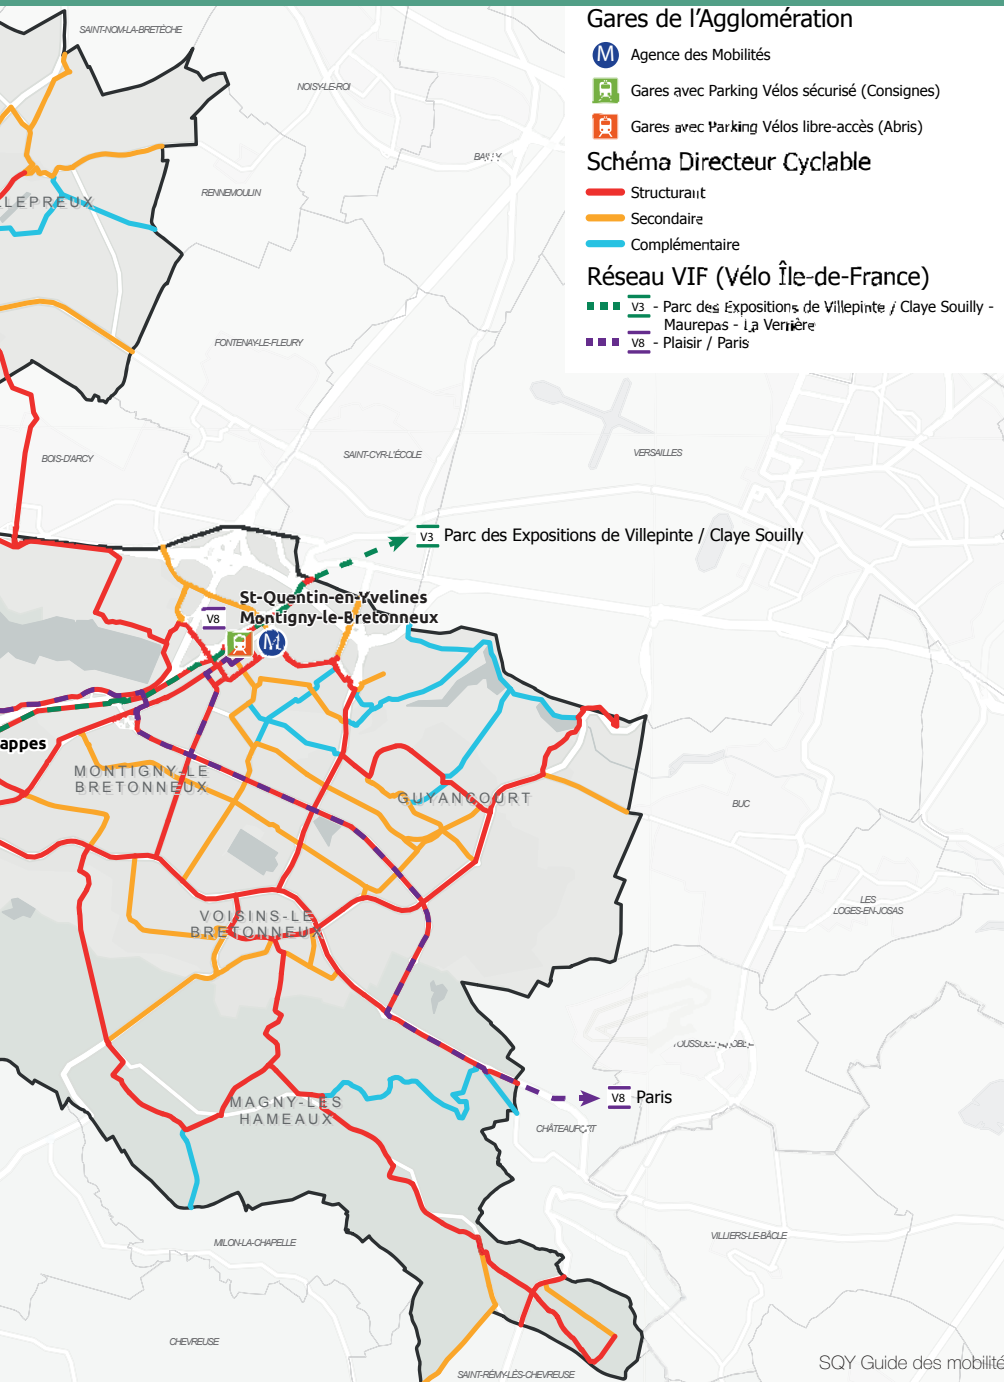 Gares de l'Agglomération
M Agence des Mobilités
Gares avec Parking Vélos sécurisé (Consignes)
Gares avec Parking Vélos libre-accès (Abris)
Schéma Directeur Cyclable
Structurant
Secondaire
Complémentaire
Réseau VIF (Vélo Île-de-France)
V3 - Parc des Expositions de Villepinte / Claye Souilly -
Maurepas - La Verrière
V8 - Plaisir / Paris
SAINT-NOM-LA-BRETÈCHE
NOISY-LE-ROI
BAILLY
RENNEMOULIN
LLEPREUX
FONTENAY-LE-FLEURY
BOIS-D'ARCY
SAINT-CYR-L'ÉCOLE
VERSAILLES
V3 Parc des Expositions de Villepinte / Claye Souilly
St-Quentin-en-Yvelines
V8 Montigny-le-Bretonneux
M
appes
MONTIGNY-LE
BRETONNEUX
GUYANCOURT
BUC
LES
LOGES-EN-JOSAS
VOISINS-LE
BRETONNEUX
V8 Paris
MAGNY-LES
HAMEAUX
CHÂTEAUFORT
MILON-LA-CHAPELLE
VILLIERS-LE-BÂCLE
CHEVREUSE
SAINT-RÉMY-LÈS-CHEVREUSE
SQY Guide des mobilité